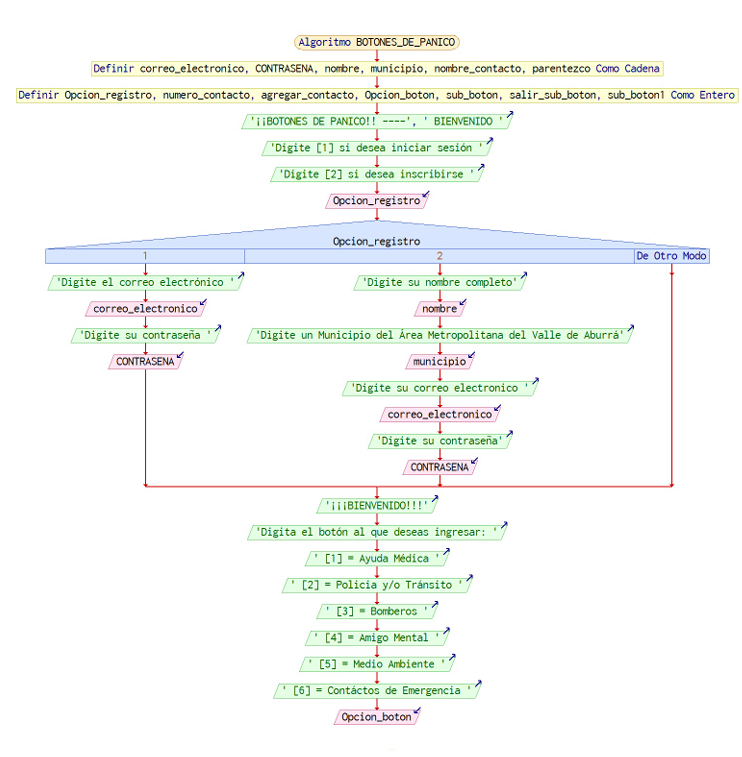 Algoritmo BOTONES_DE_PANICO
Definir correo_electronico, CONTRASENA, nombre, municipio, nombre_contacto, parentezco Como Cadena
Definir Opcion_registro, numero_contacto, agregar_contacto, Opcion_boton, sub_boton, salir_sub_boton, sub_boton1 Como Entero
'¡¡BOTONES DE PANICO!! ----', ' BIENVENIDO '
'Digite [1] si desea iniciar sesión '
'Digite [2] si desea inscribirse '
Opcion_registro
Opcion_registro
1 2 De Otro Modo
'Digite el correo electrónico ' 'Digite su nombre completo'
correo_electronico nombre
'Digite su contraseña ' 'Digite un Municipio del Área Metropolitana del Valle de Aburrá'
CONTRASENA municipio
'Digite su correo electronico '
correo_electronico
'Digite su contraseña'
CONTRASENA
'¡¡¡BIENVENIDO!!!'
'Digita el botón al que deseas ingresar: '
' [1] = Ayuda Médica '
' [2] = Policia y/o Tránsito '
' [3] = Bomberos '
' [4] = Amigo Mental '
' [5] = Medio Ambiente '
' [6] = Contáctos de Emergencia '
Opcion_boton